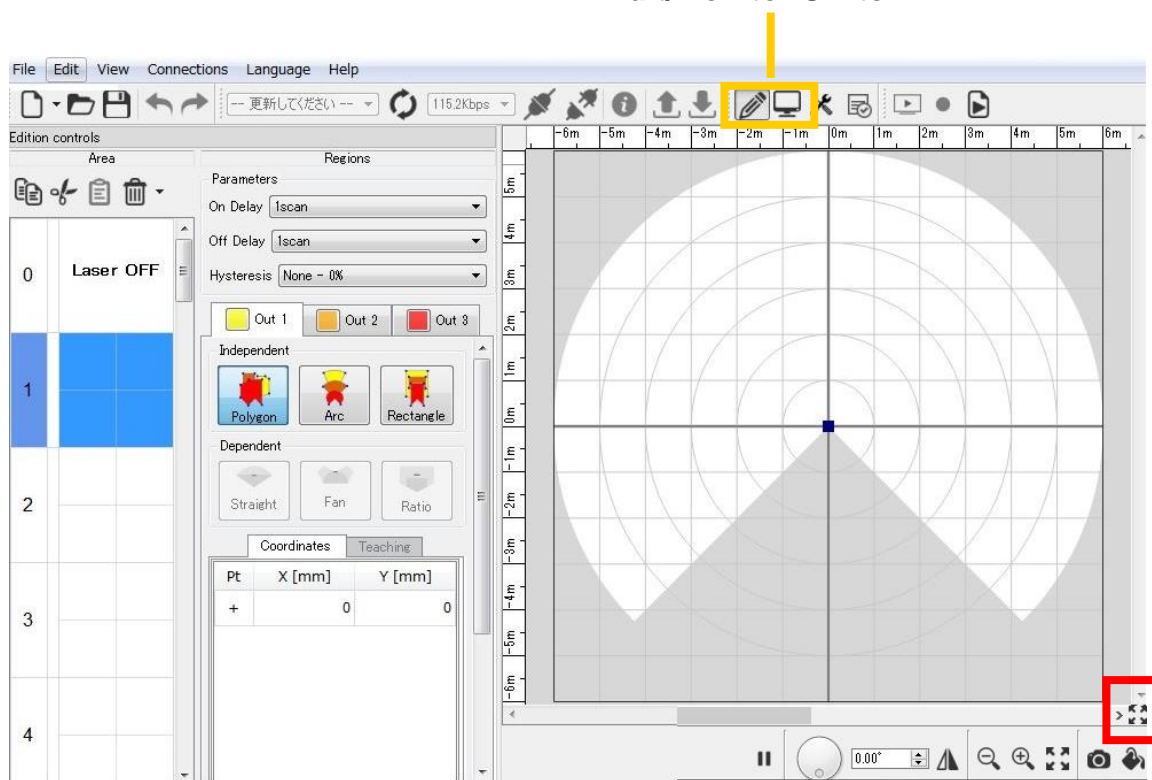 File Edit View Connections Language Help
-- 更新してください -- 115.2Kbps
Edition controls
Area
Regions
Parameters
On Delay 1scan
Off Delay 1scan
Hysteresis None - 0%
Out 1 Out 2 Out 3
Independent
Polygon Arc Rectangle
Dependent
Straight Fan Ratio
Coordinates Teaching
Pt X [mm] Y [mm]
+ 0 0
0 Laser OFF
1
2
3
4
-6m -5m -4m -3m -2m -1m 0m 1m 2m 3m 4m 5m 6m
5m
4m
3m
2m
1m
0m
-1m
-2m
-3m
-4m
-5m
-6m
0.00°